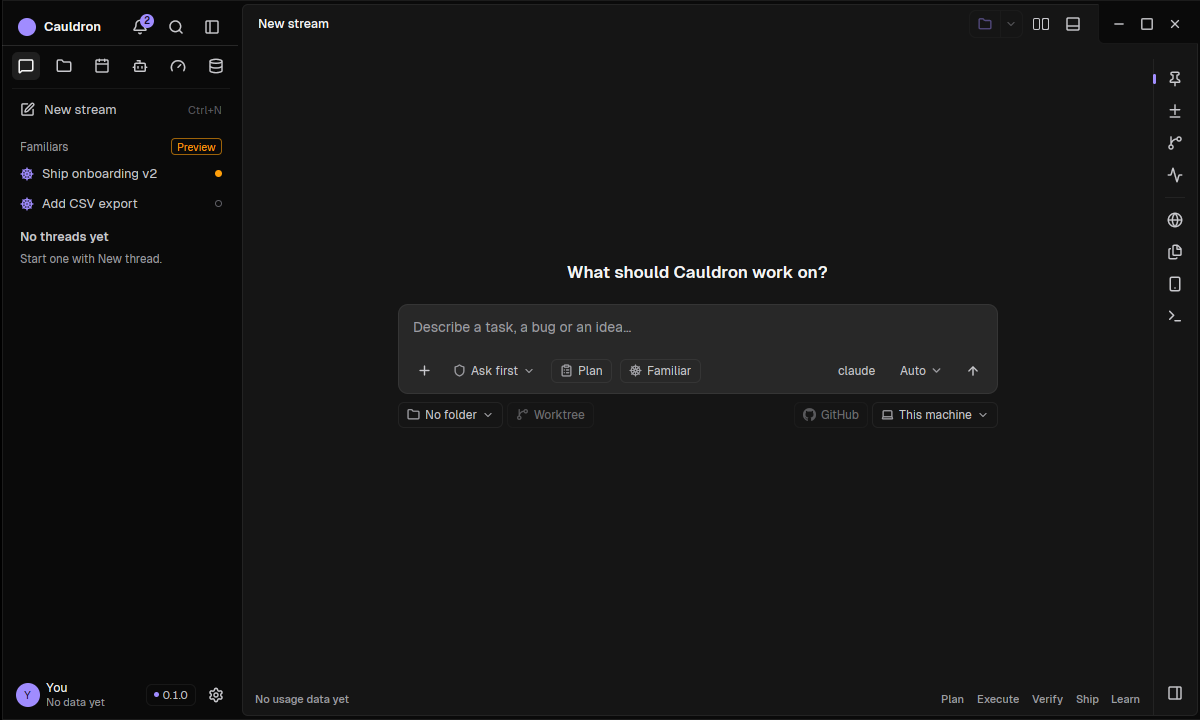 Cauldron
2
New stream
New stream Ctrl+N
Familiars Preview
Ship onboarding v2
Add CSV export
No threads yet
Start one with New thread.
What should Cauldron work on?
Describe a task, a bug or an idea...
Ask first Plan Familiar claude Auto
No folder Worktree GitHub This machine
Y
You
No data yet
0.1.0
No usage data yet
Plan Execute Verify Ship Learn